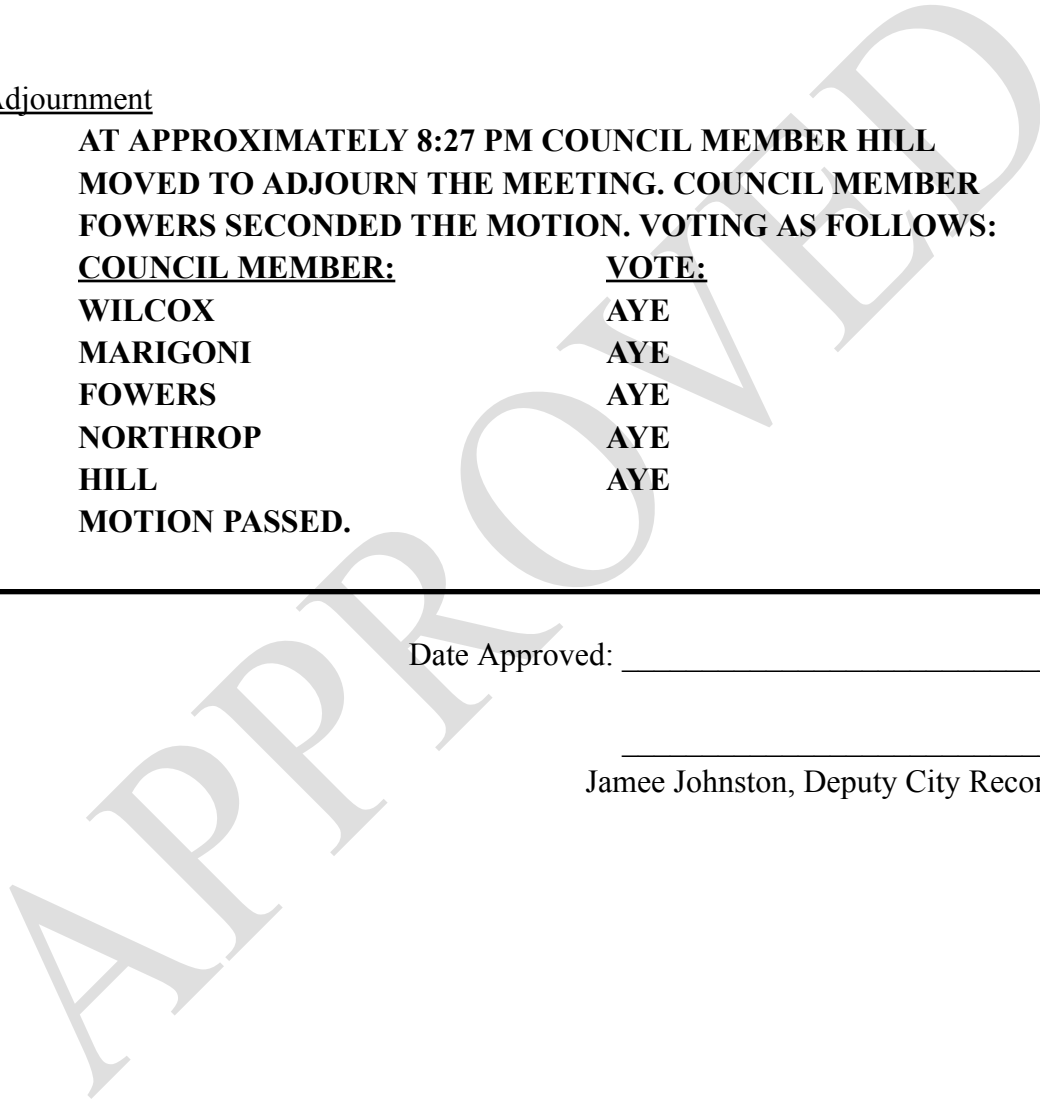 Adjournment
AT APPROXIMATELY 8:27 PM COUNCIL MEMBER HILL
MOVED TO ADJOURN THE MEETING. COUNCIL MEMBER
FOWERS SECONDED THE MOTION. VOTING AS FOLLOWS:
COUNCIL MEMBER: VOTE:
WILCOX AYE
MARIGONI AYE
FOWERS AYE
NORTHROP AYE
HILL AYE
MOTION PASSED.
Date Approved: ___________________________
___________________________
Jamee Johnston, Deputy City Recor
APPROVED